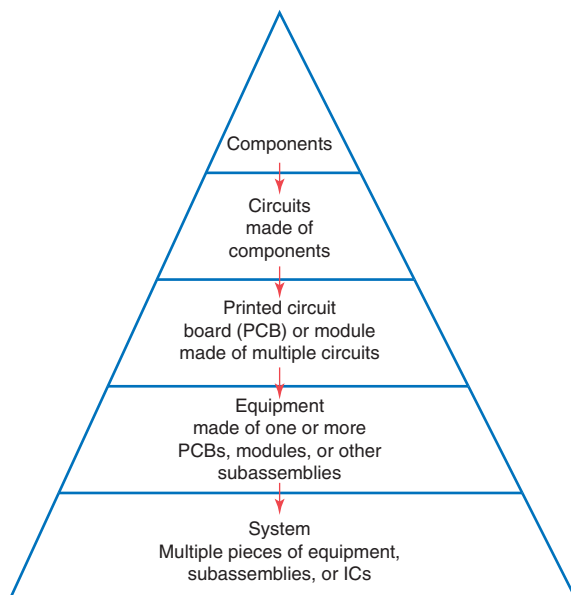 Components
Circuits
made of
components
Printed circuit
board (PCB) or module
made of multiple circuits
Equipment
made of one or more
PCBs, modules, or other
subassemblies
System
Multiple pieces of equipment,
subassemblies, or ICs